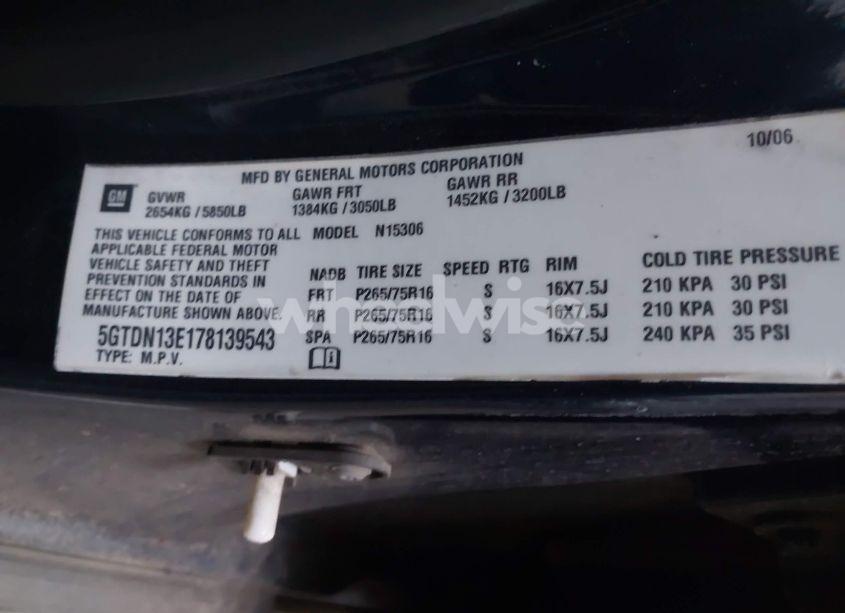 10/06
MFD BY GENERAL MOTORS CORPORATION
GM
GVWR GAWR FRT GAWR RR
2654KG / 5850LB 1384KG / 3050LB 1452KG / 3200LB
THIS VEHICLE CONFORMS TO ALL MODEL N15306
APPLICABLE FEDERAL MOTOR
VEHICLE SAFETY AND THEFT
PREVENTION STANDARDS IN
EFFECT ON THE DATE OF
MANUFACTURE SHOWN ABOVE.
5GTDN13E178139543
TYPE: M.P.V.
NADB TIRE SIZE SPEED RTG RIM COLD TIRE PRESSURE
FRT P265/75R16 S 16X7.5J 210 KPA 30 PSI
RR P265/75R16 S 16X7.5J 210 KPA 30 PSI
SPA P265/75R16 S 16X7.5J 240 KPA 35 PSI
wheelwise